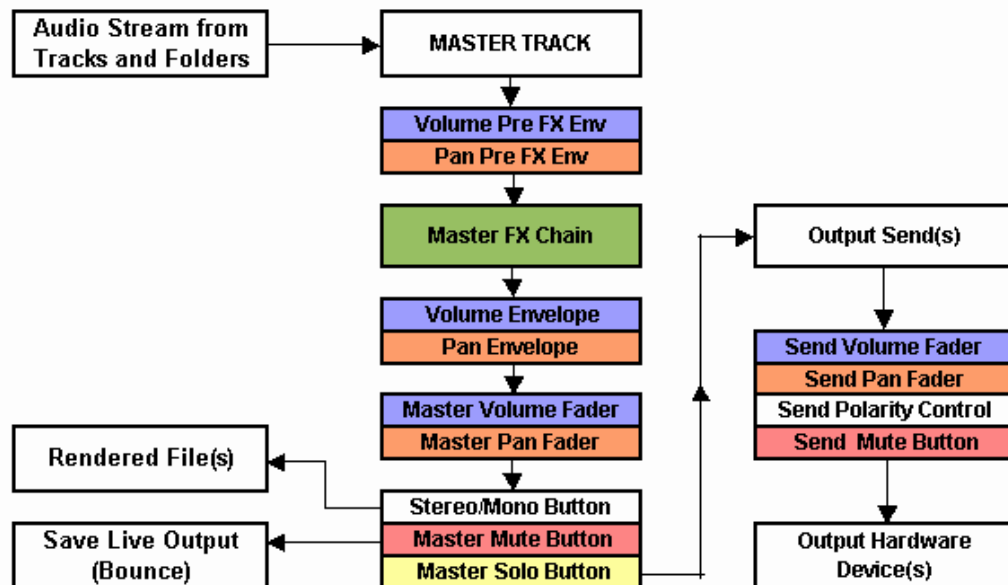 Audio Stream from
Tracks and Folders
MASTER TRACK
Volume Pre FX Env
Pan Pre FX Env
Master FX Chain
Volume Envelope
Pan Envelope
Master Volume Fader
Master Pan Fader
Stereo/Mono Button
Master Mute Button
Master Solo Button
Rendered File(s)
Save Live Output
(Bounce)
Output Send(s)
Send Volume Fader
Send Pan Fader
Send Polarity Control
Send Mute Button
Output Hardware
Device(s)